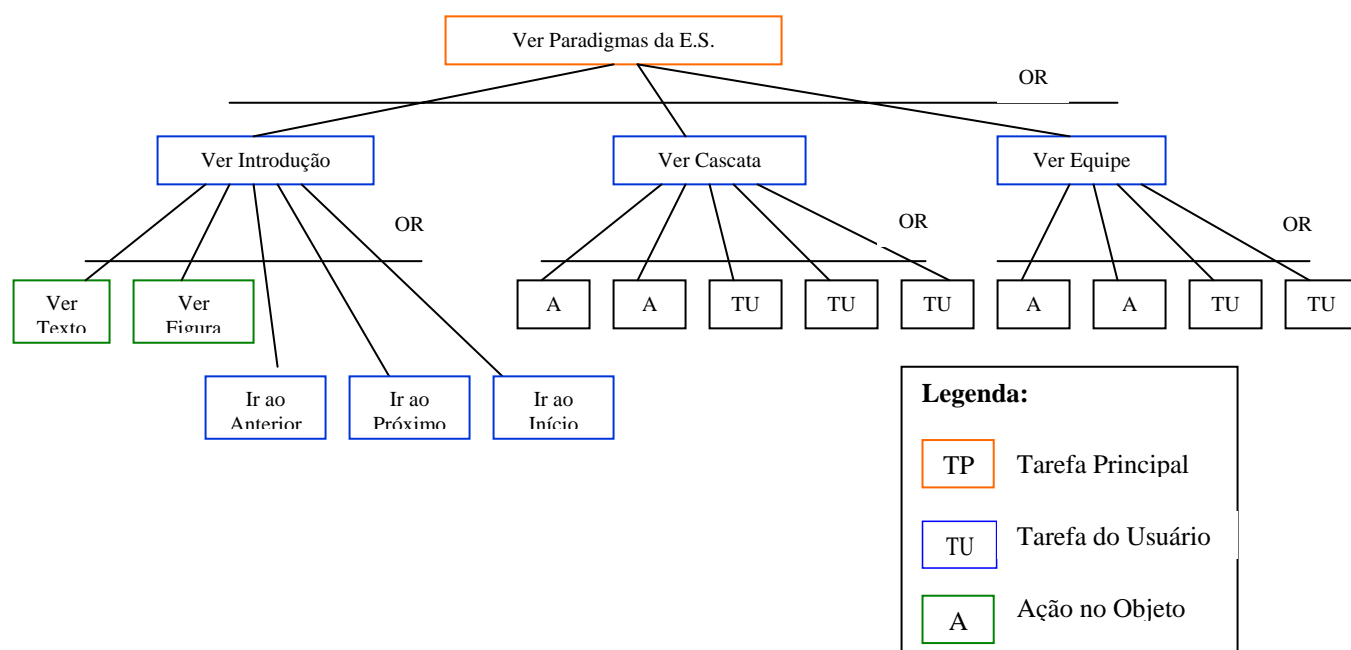 Ver Paradigmas da E.S.
OR
Ver Introdução
Ver Cascata
Ver Equipe
OR
OR
OR
Ver
Texto
Ver
Figura
A
A
TU
TU
TU
A
A
TU
TU
Ir ao
Anterior
Ir ao
Próximo
Ir ao
Início
Legenda:
TP
Tarefa Principal
TU
Tarefa do Usuário
A
Ação no Objeto